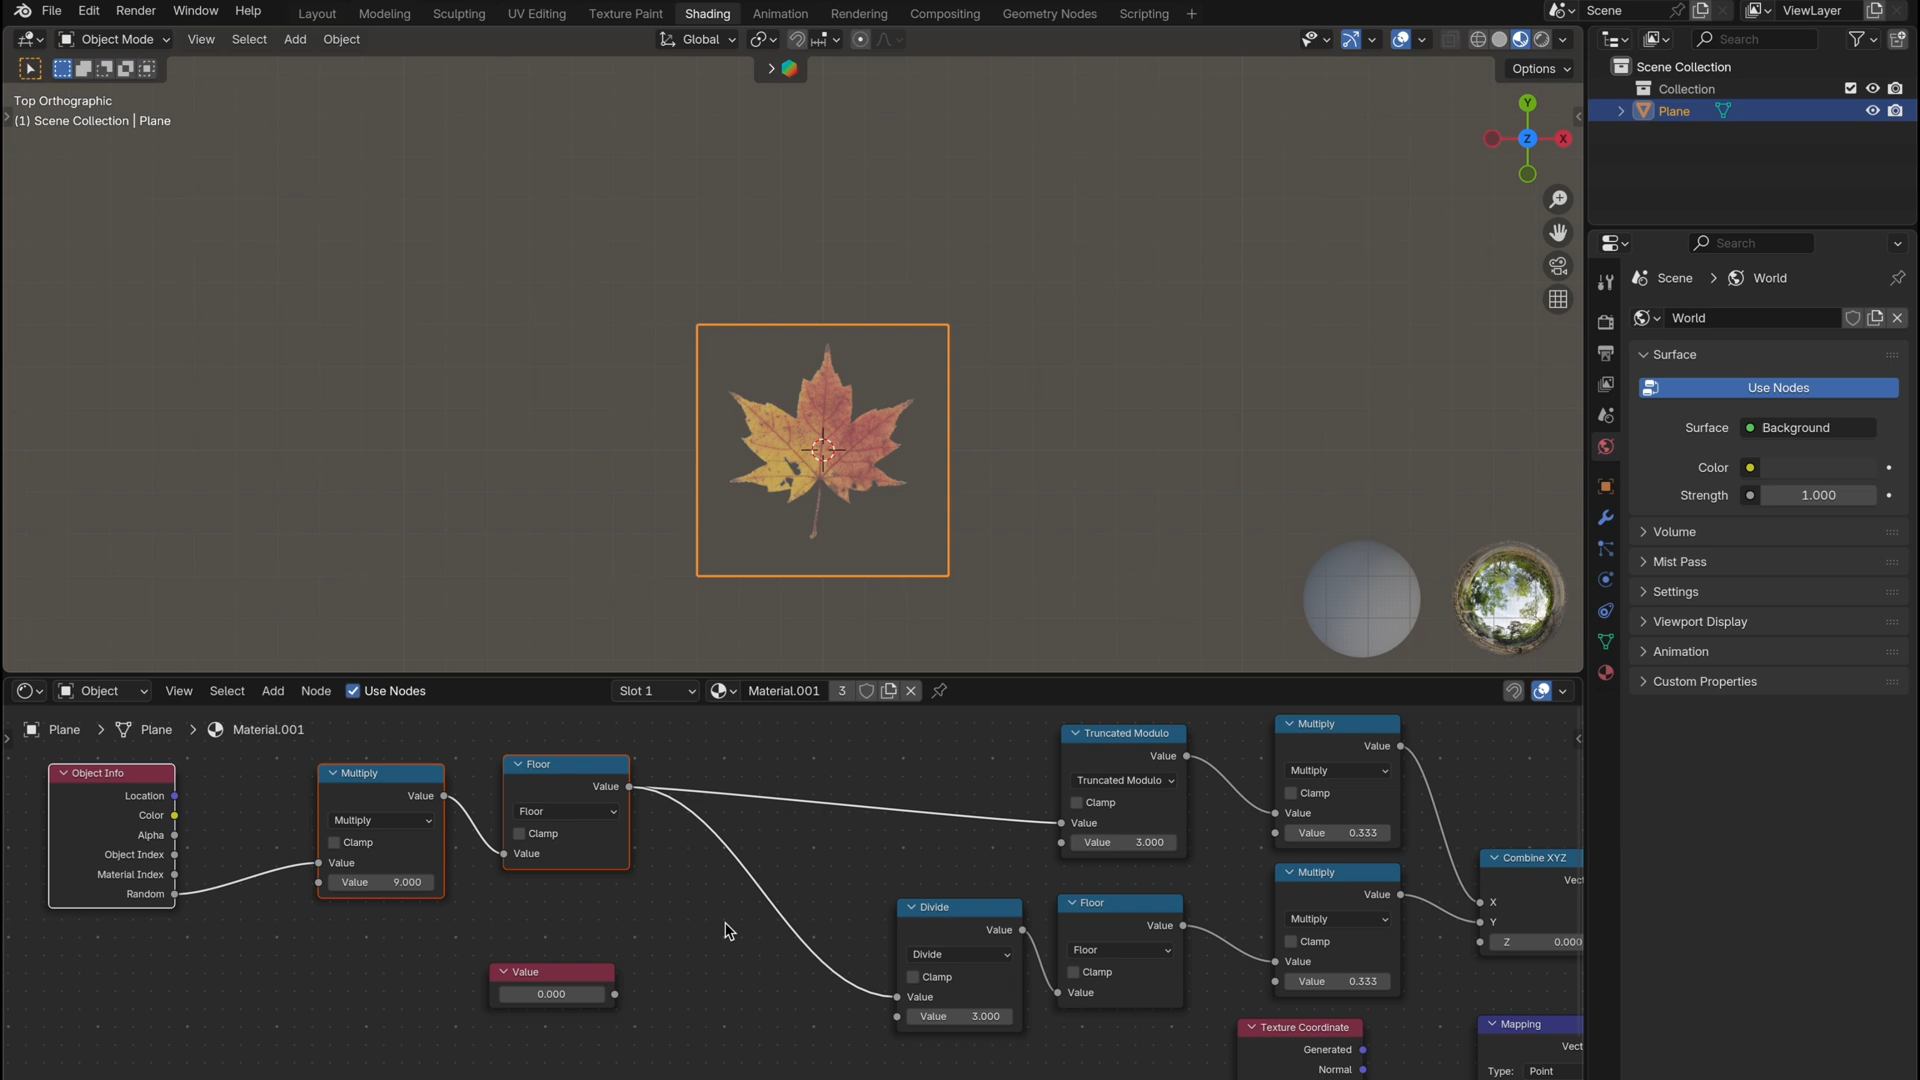 File Edit Render Window Help Layout Modeling Sculpting UV Editing Texture Paint Shading Animation Rendering Compositing Geometry Nodes Scripting + Scene ViewLayer
Object Mode View Select Add Object Global Search
Options
Top Orthographic
(1) Scene Collection | Plane
Y
Z
X
Scene Collection
Collection
Plane
Search
Scene > World
World
Surface
Use Nodes
Surface Background
Color
Strength 1.000
Volume
Mist Pass
Settings
Viewport Display
Animation
Custom Properties
Object View Select Add Node Use Nodes Slot 1 Material.001 3
Plane > Plane > Material.001
Object Info
Location
Color
Alpha
Object Index
Material Index
Random
Multiply
Value
Multiply
Clamp
Value
Value 9.000
Floor
Value
Floor
Clamp
Value
Value
0.000
Truncated Modulo
Value
Truncated Modulo
Clamp
Value
Value 3.000
Divide
Value
Divide
Clamp
Value
Value 3.000
Floor
Value
Floor
Clamp
Value
Multiply
Value
Multiply
Clamp
Value
Value 0.333
Multiply
Value
Multiply
Clamp
Value
Value 0.333
Combine XYZ
Vect
X
Y
Z 0.000
Texture Coordinate
Generated
Normal
Mapping
Vect
Type: Point